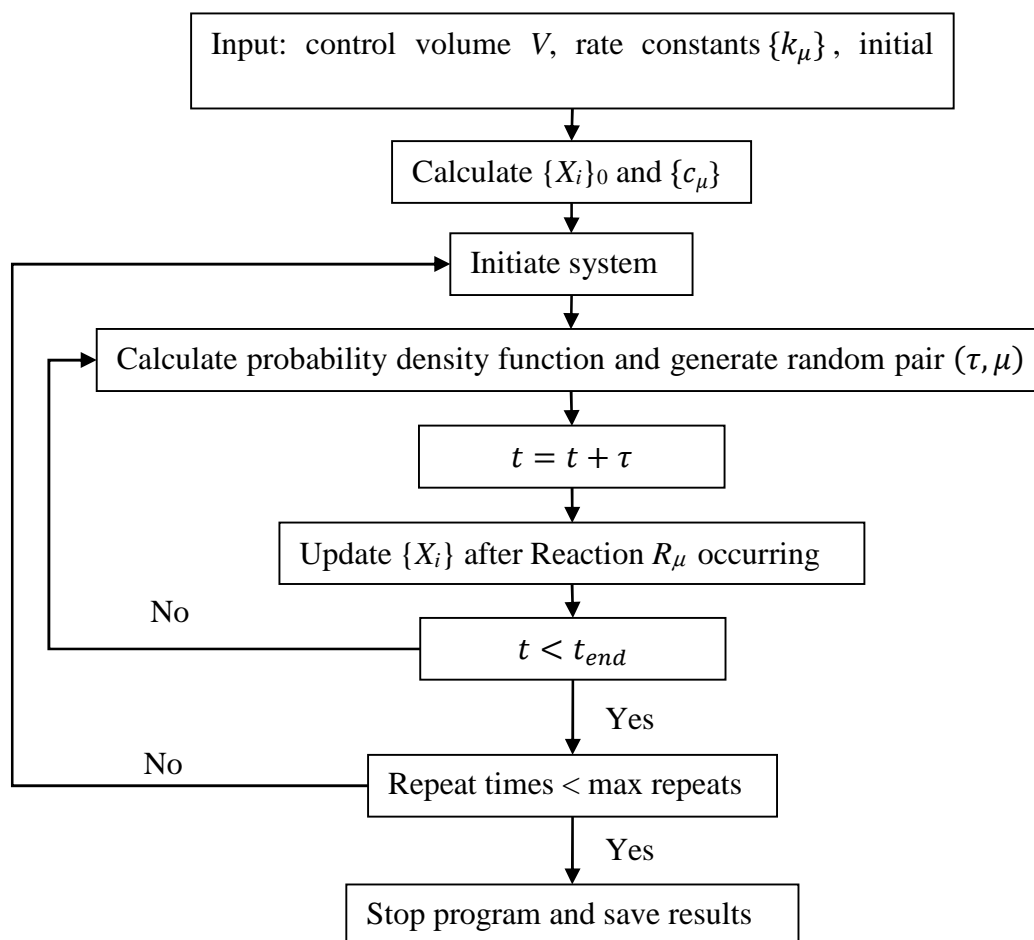 Input: control volume V, rate constants {kμ}, initial
Calculate {Xi}0 and {cμ}
Initiate system
Calculate probability density function and generate random pair (τ, μ)
t = t + τ
Update {Xi} after Reaction Rμ occurring
No
t < tend
Yes
No
Repeat times < max repeats
Yes
Stop program and save results